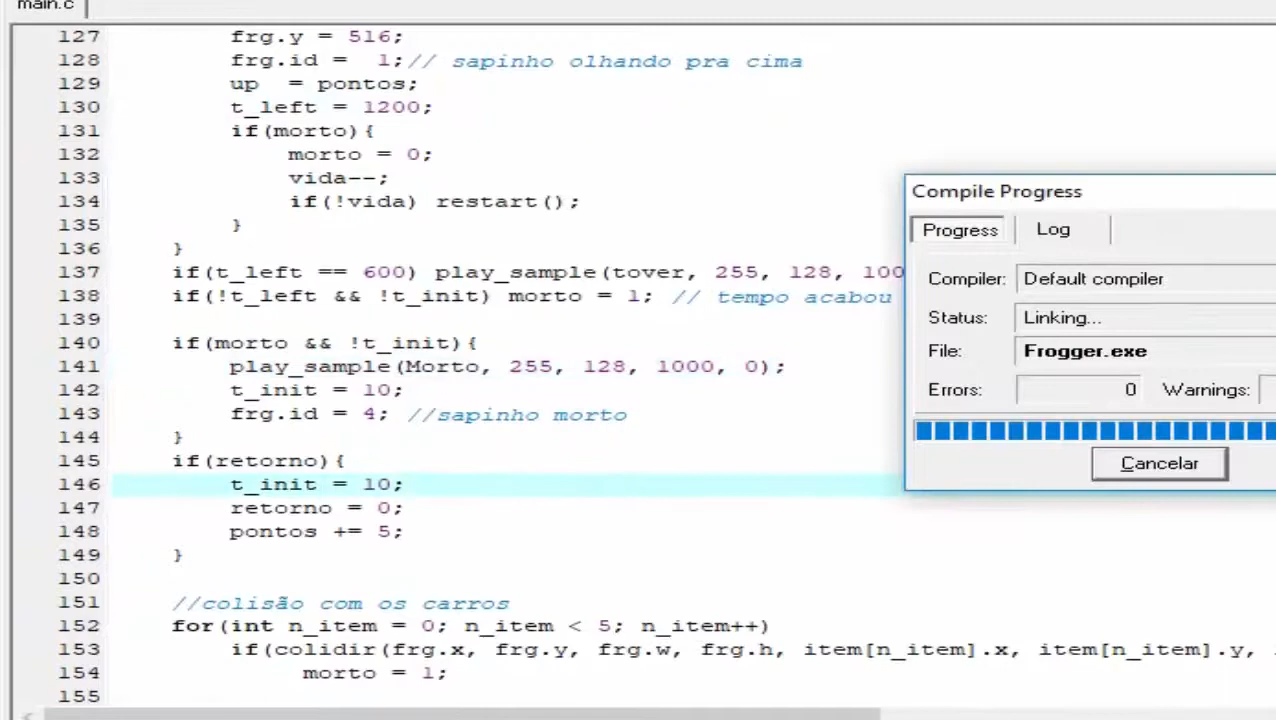 main.c
127 frg.y = 516;
128 frg.id =  1;// sapinho olhando pra cima
129 up  = pontos;
130 t_left = 1200;
131 if(morto){
132 morto = 0;
133 vida--;
134 if(!vida) restart();
135 }
136 }
137 if(t_left == 600) play_sample(tover, 255, 128, 100
138 if(!t_left && !t_init) morto = 1; // tempo acabou
139
140 if(morto && !t_init){
141 play_sample(Morto, 255, 128, 1000, 0);
142 t_init = 10;
143 frg.id = 4; //sapinho morto
144 }
145 if(retorno){
146 t_init = 10;
147 retorno = 0;
148 pontos += 5;
149 }
150
151 //colisão com os carros
152 for(int n_item = 0; n_item < 5; n_item++)
153 if(colidir(frg.x, frg.y, frg.w, frg.h, item[n_item].x, item[n_item].y,
154 morto = 1;
155
Compile Progress
Progress Log
Compiler: Default compiler
Status: Linking...
File: Frogger.exe
Errors: 0 Warnings:
Cancelar